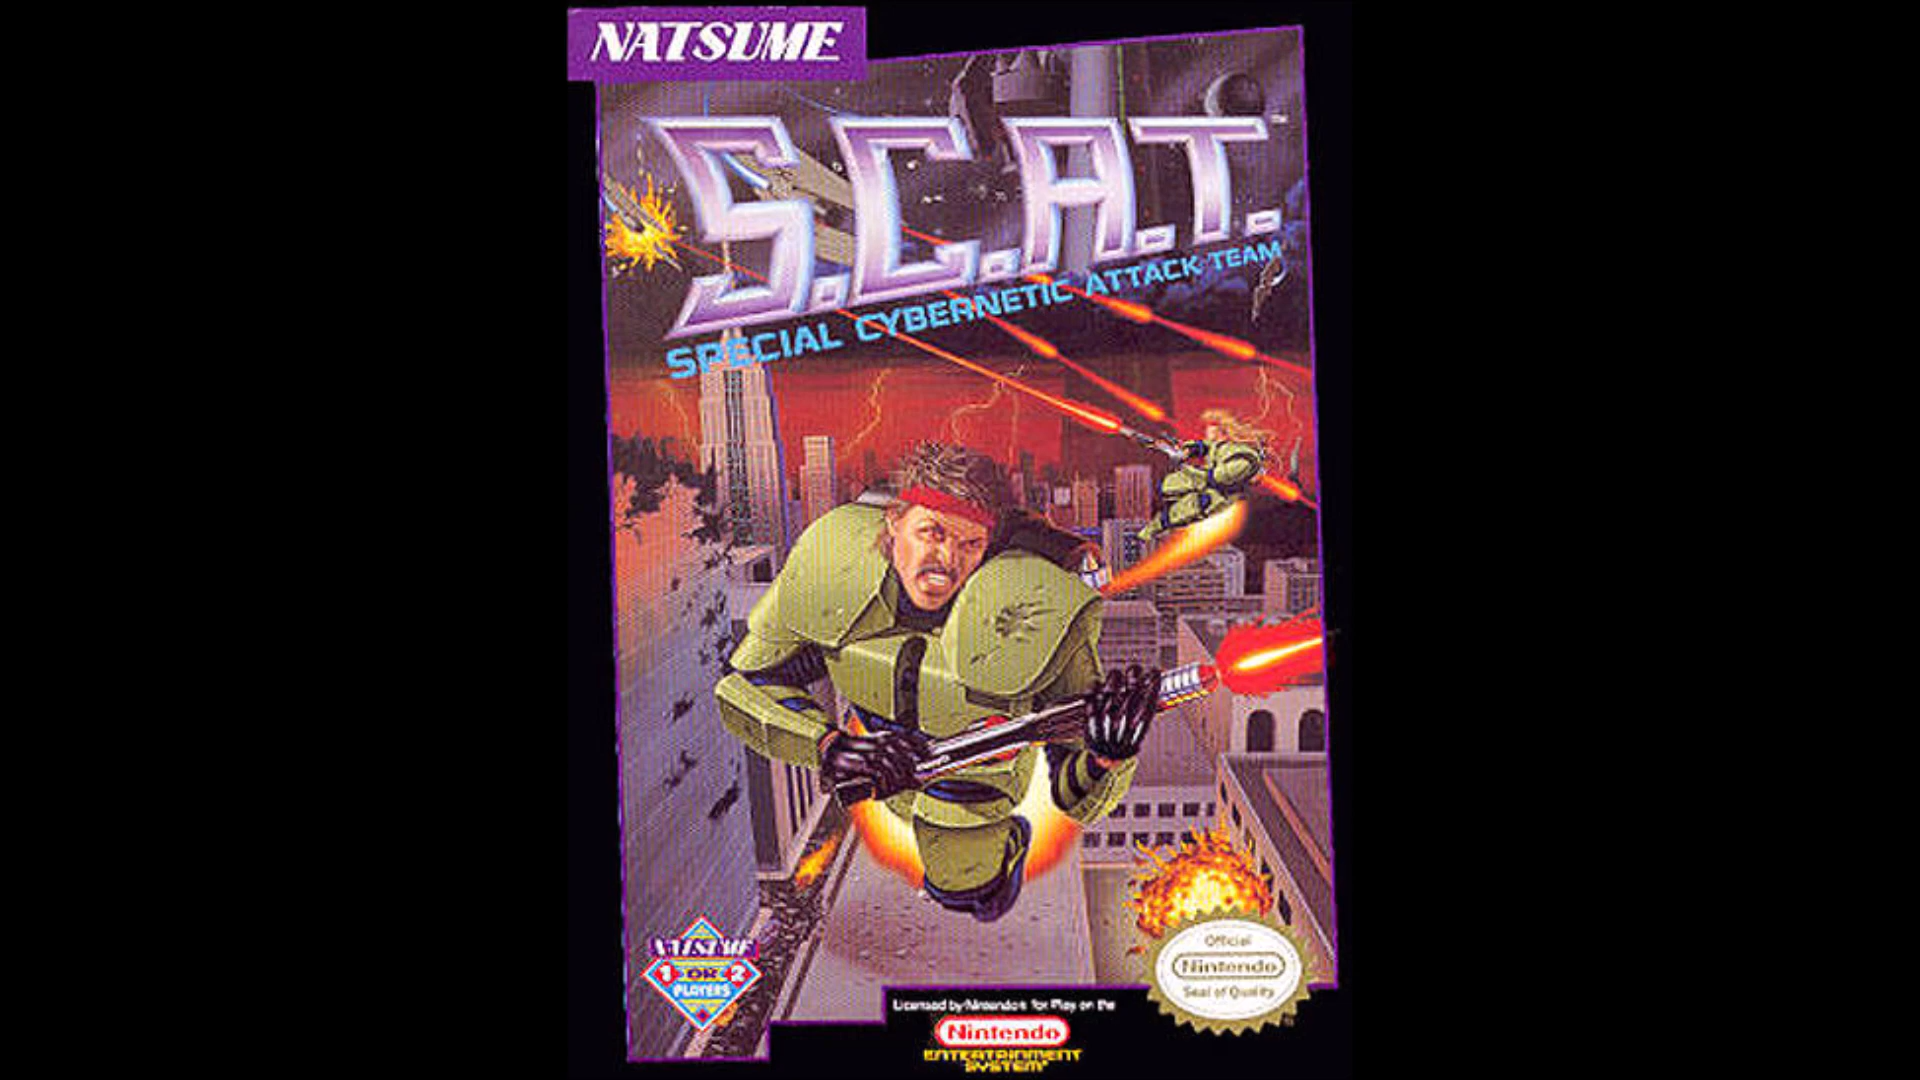 NATSUME
S.C.A.T.™
SPECIAL CYBERNETIC ATTACK TEAM
NATSUME
1 OR 2
PLAYERS
Official
Nintendo
Seal of Quality
Licensed by Nintendo® for Play on the
Nintendo
ENTERTAINMENT
SYSTEM®